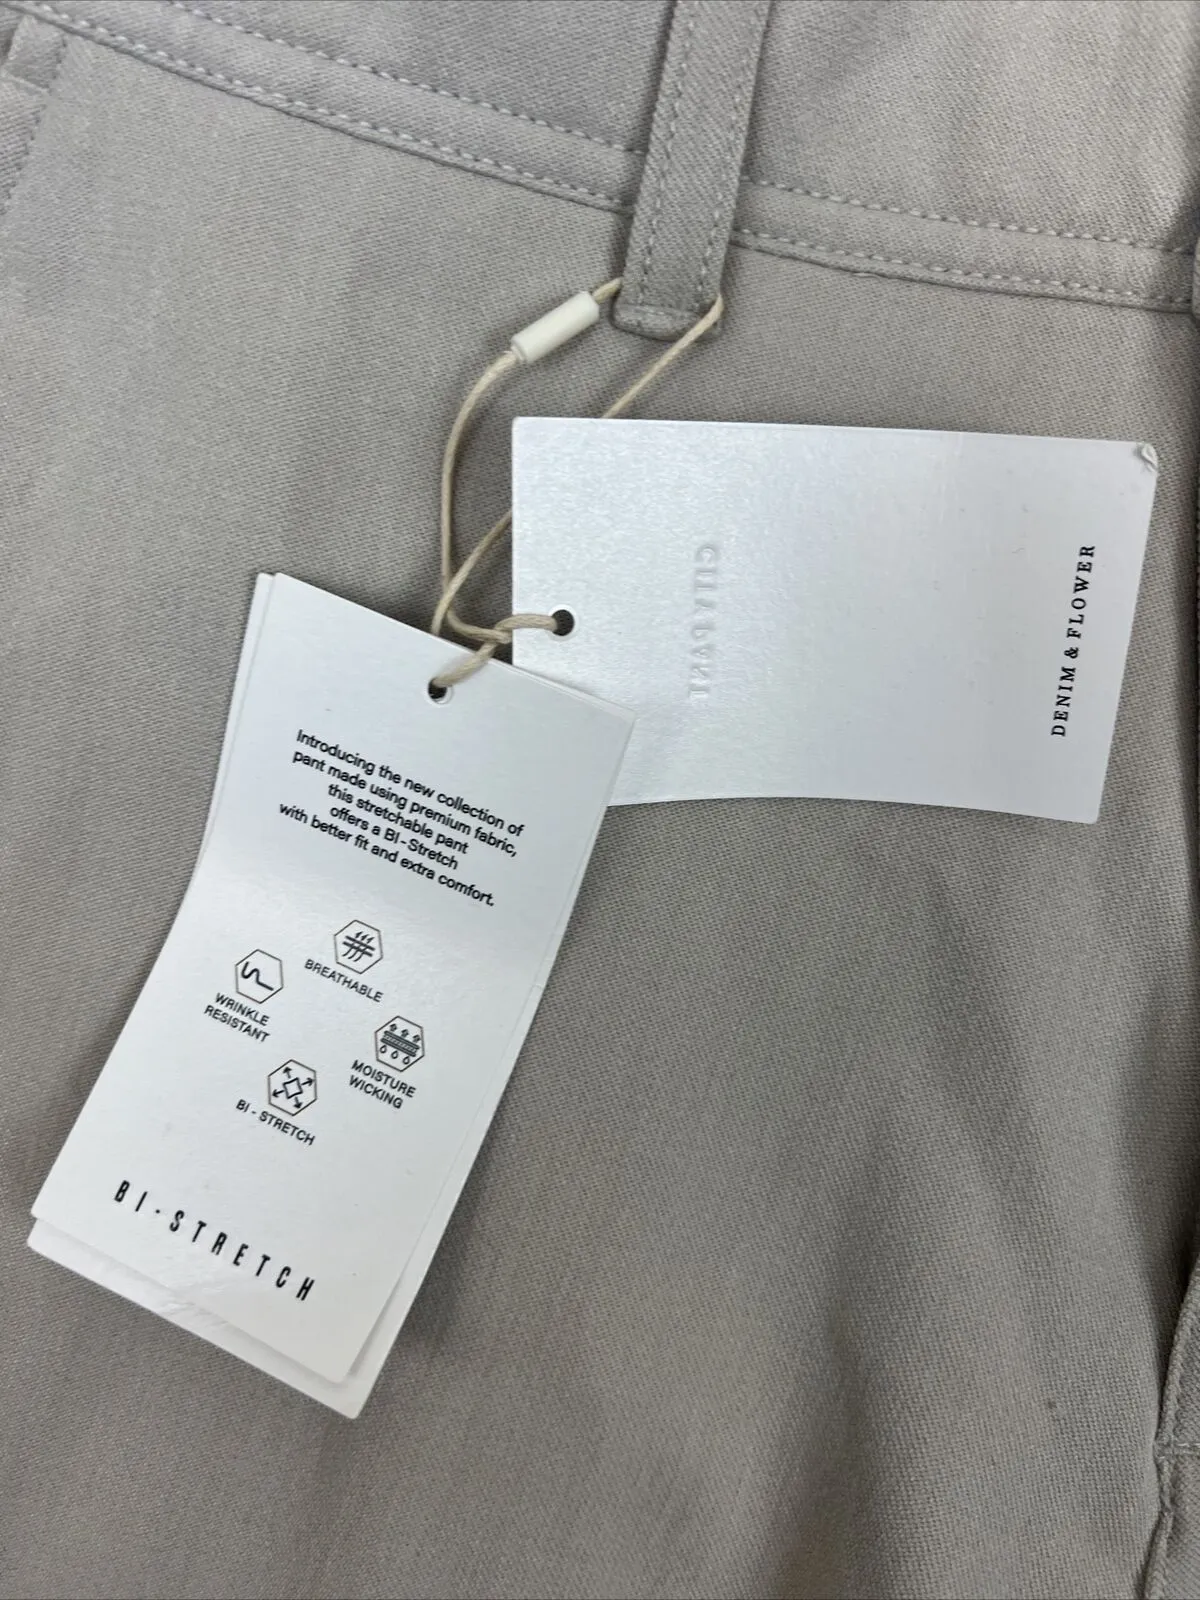 DENIM & FLOWER
Introducing the new collection of
pant made using premium fabric,
this stretchable pant
offers a BI-Stretch
with better fit and extra comfort.
BREATHABLE
WRINKLE
RESISTANT
MOISTURE
WICKING
BI - STRETCH
BI-STRETCH